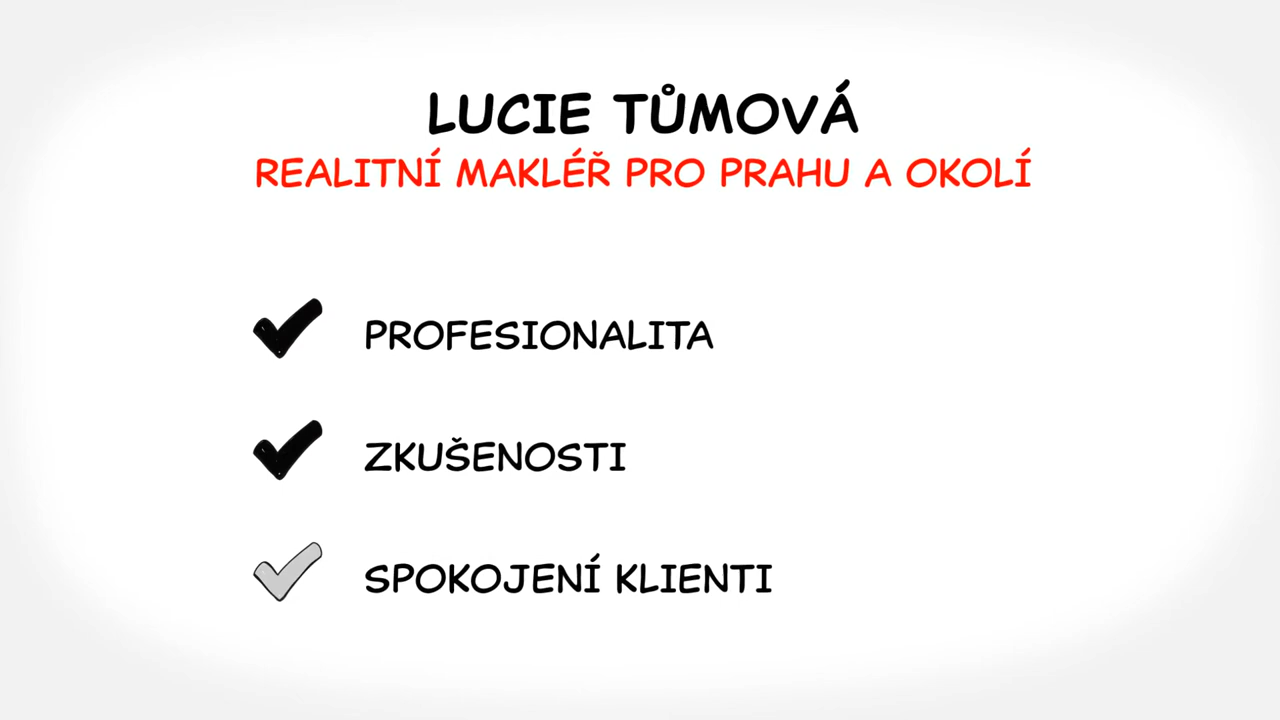 LUCIE TŮMOVÁ
REALITNÍ MAKLÉŘ PRO PRAHU A OKOLÍ
PROFESIONALITA
ZKUŠENOSTI
SPOKOJENÍ KLIENTI